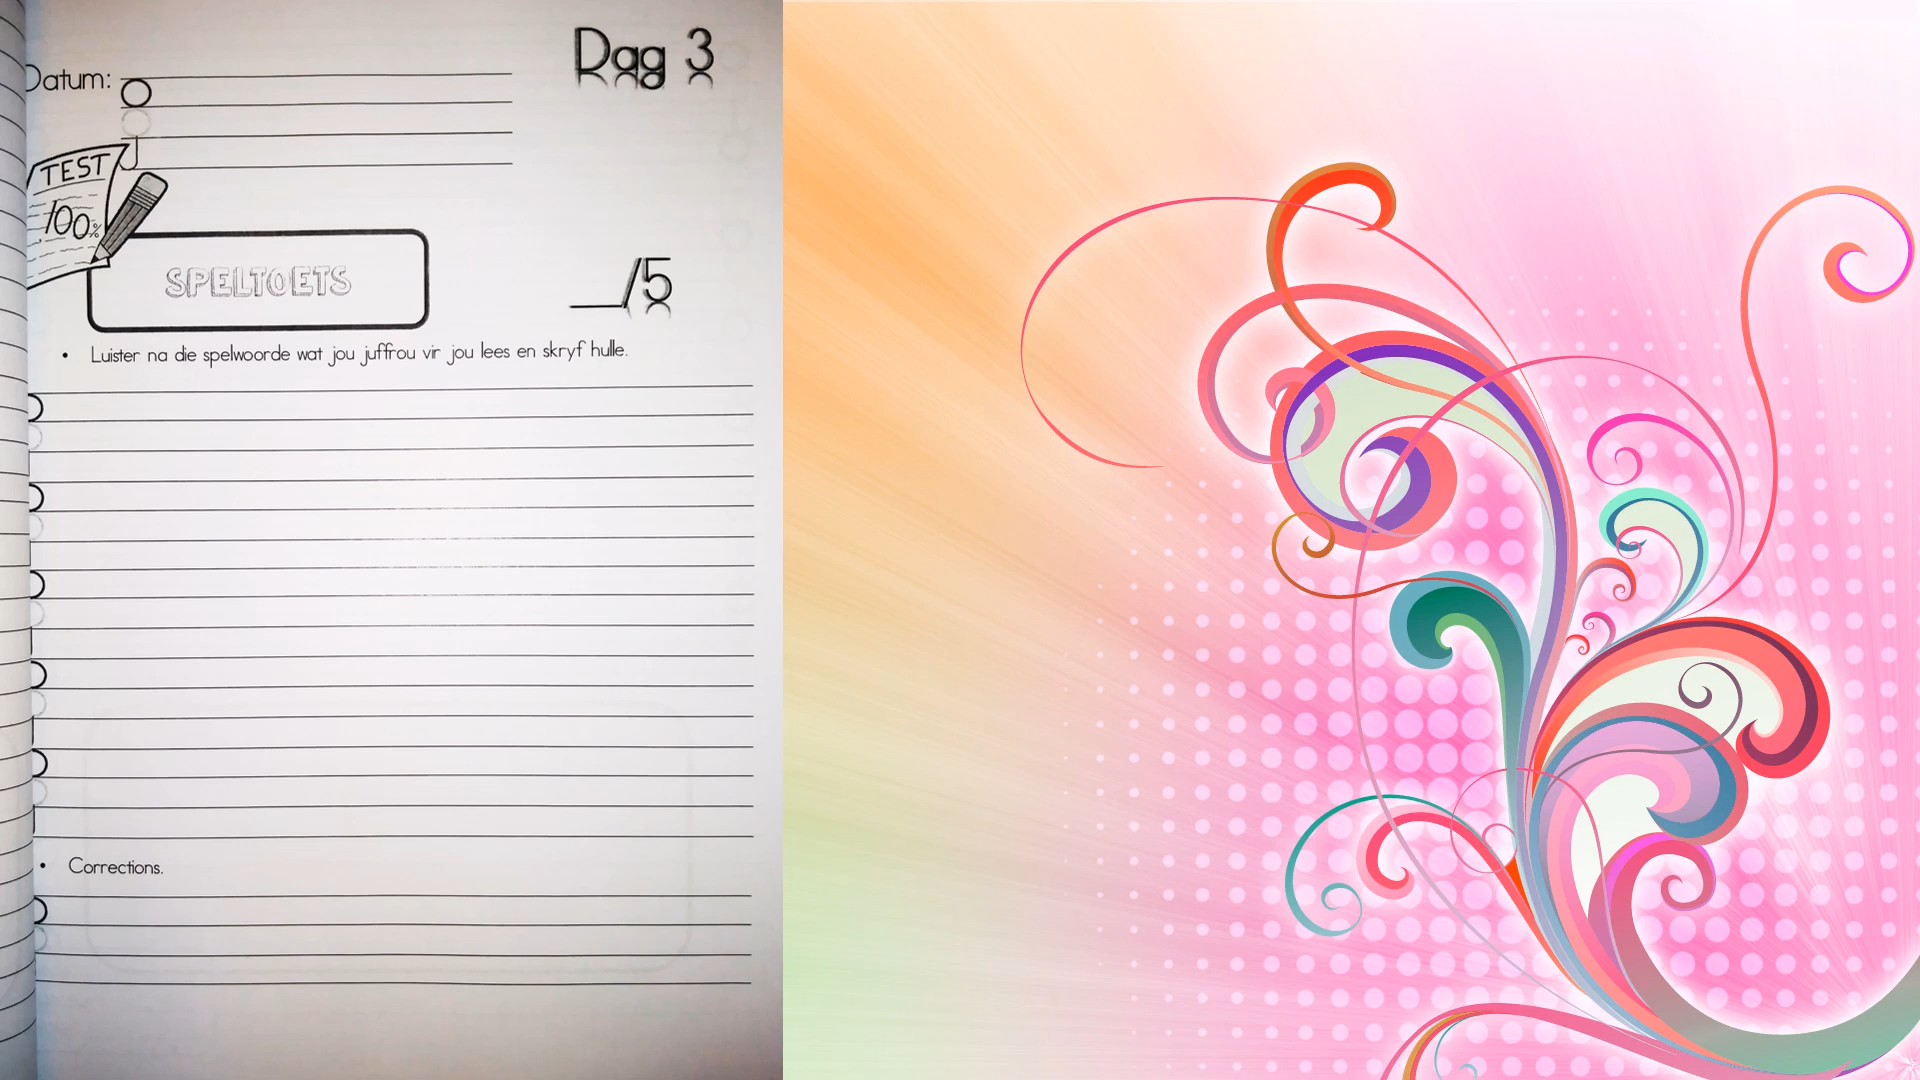 Dag 3
Datum:
TEST
100%
SPELTOETS
__/5
• Luister na die spelwoorde wat jou juffrou vir jou lees en skryf hulle.
• Corrections.